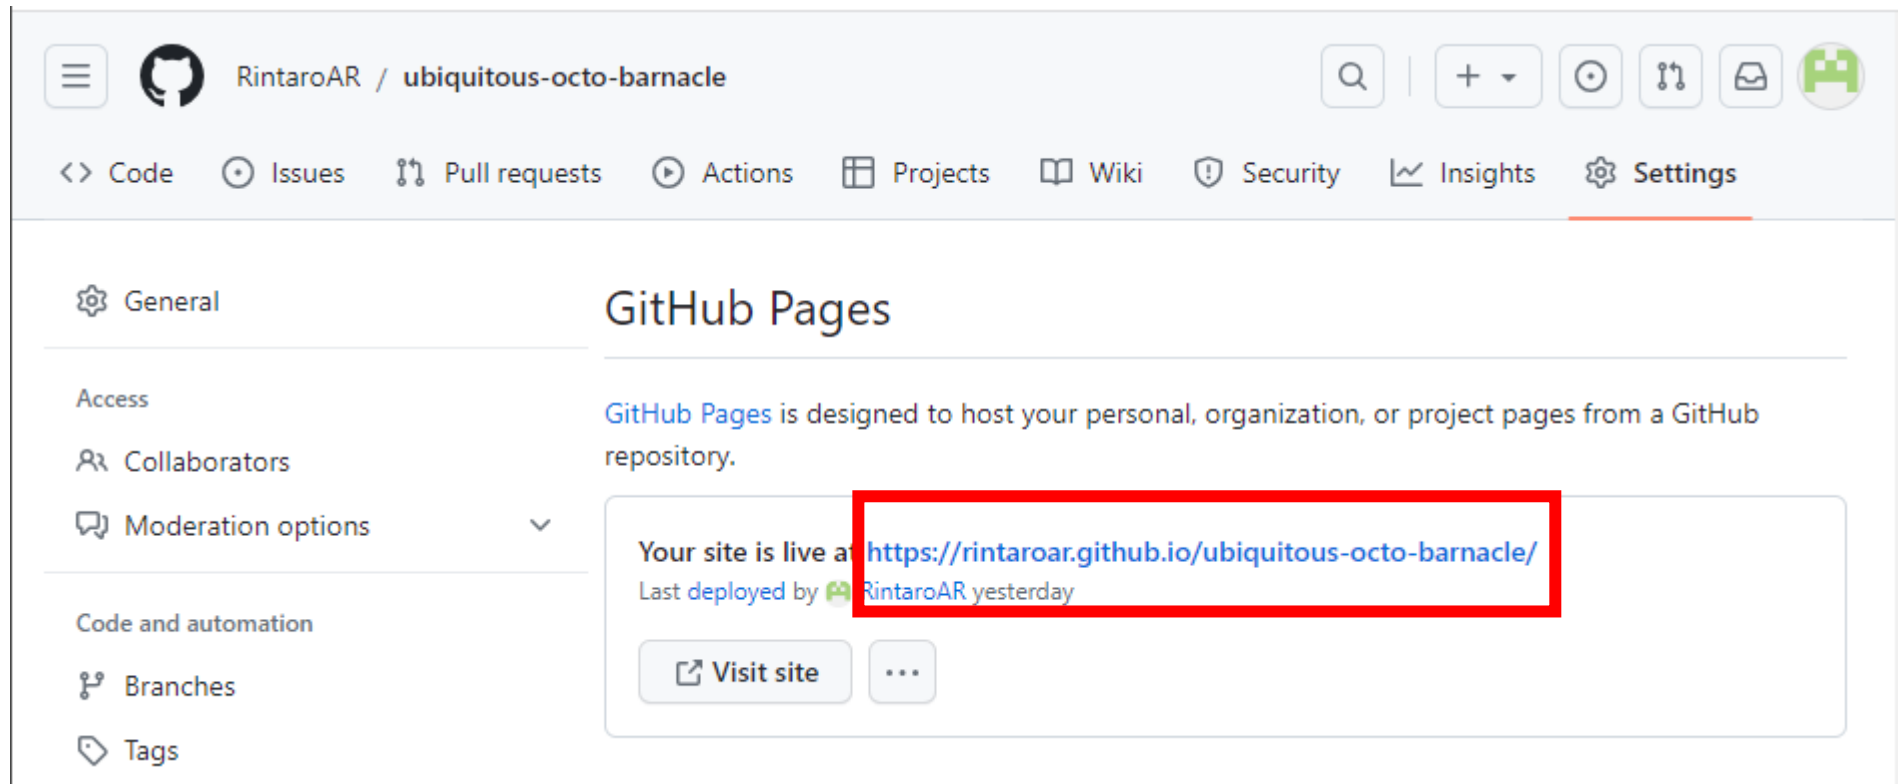 RintaroAR / ubiquitous-octo-barnacle
Code Issues Pull requests Actions Projects Wiki Security Insights Settings
General
Access
Collaborators
Moderation options
Code and automation
Branches
Tags
GitHub Pages
GitHub Pages is designed to host your personal, organization, or project pages from a GitHub
repository.
Your site is live at https://rintaroar.github.io/ubiquitous-octo-barnacle/
Last deployed by RintaroAR yesterday
Visit site